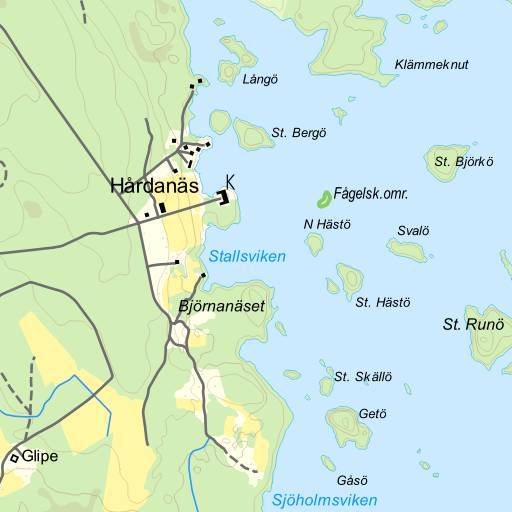 Klämmeknut
Långö
St. Bergö
St. Björkö
Hårdanäs
K
Fågelsk.omr.
N Hästö
Svalö
Stallsviken
Björnanäset
St. Hästö
St. Runö
St. Skällö
Getö
Glipe
Gåsö
Sjöholmsviken